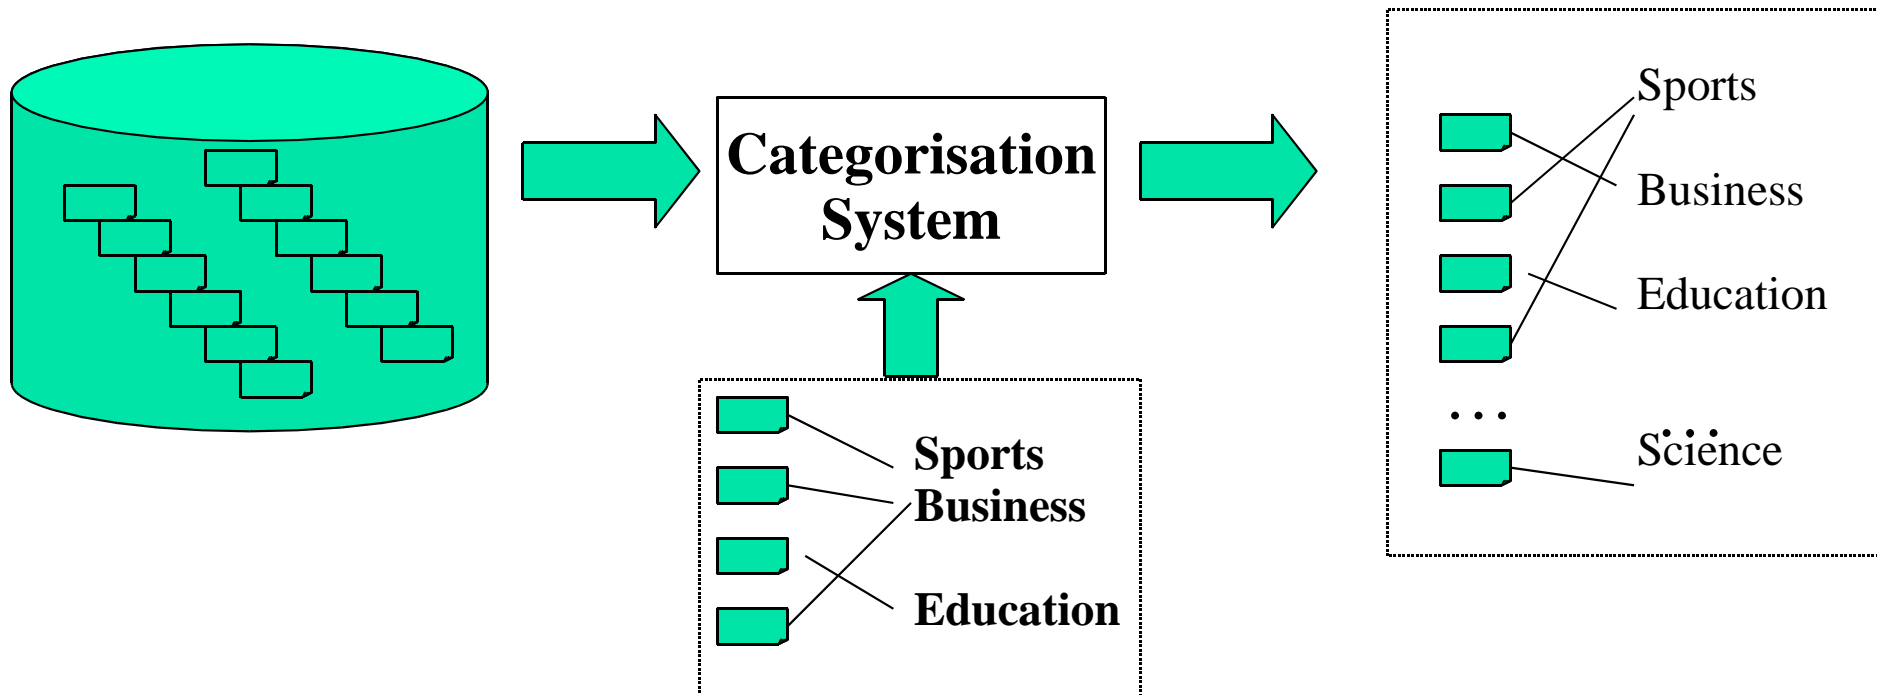 Categorisation
System
Sports
Business
Education
Sports
Business
Education
...
...
Science